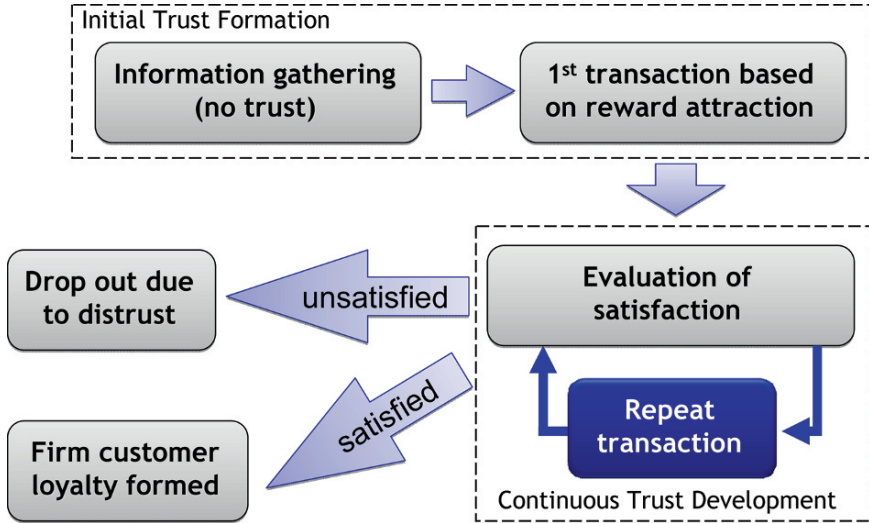 Initial Trust Formation
Information gathering
(no trust)
1st transaction based
on reward attraction
Evaluation of
satisfaction
unsatisfied
Drop out due
to distrust
satisfied
Firm customer
loyalty formed
Repeat
transaction
Continuous Trust Development